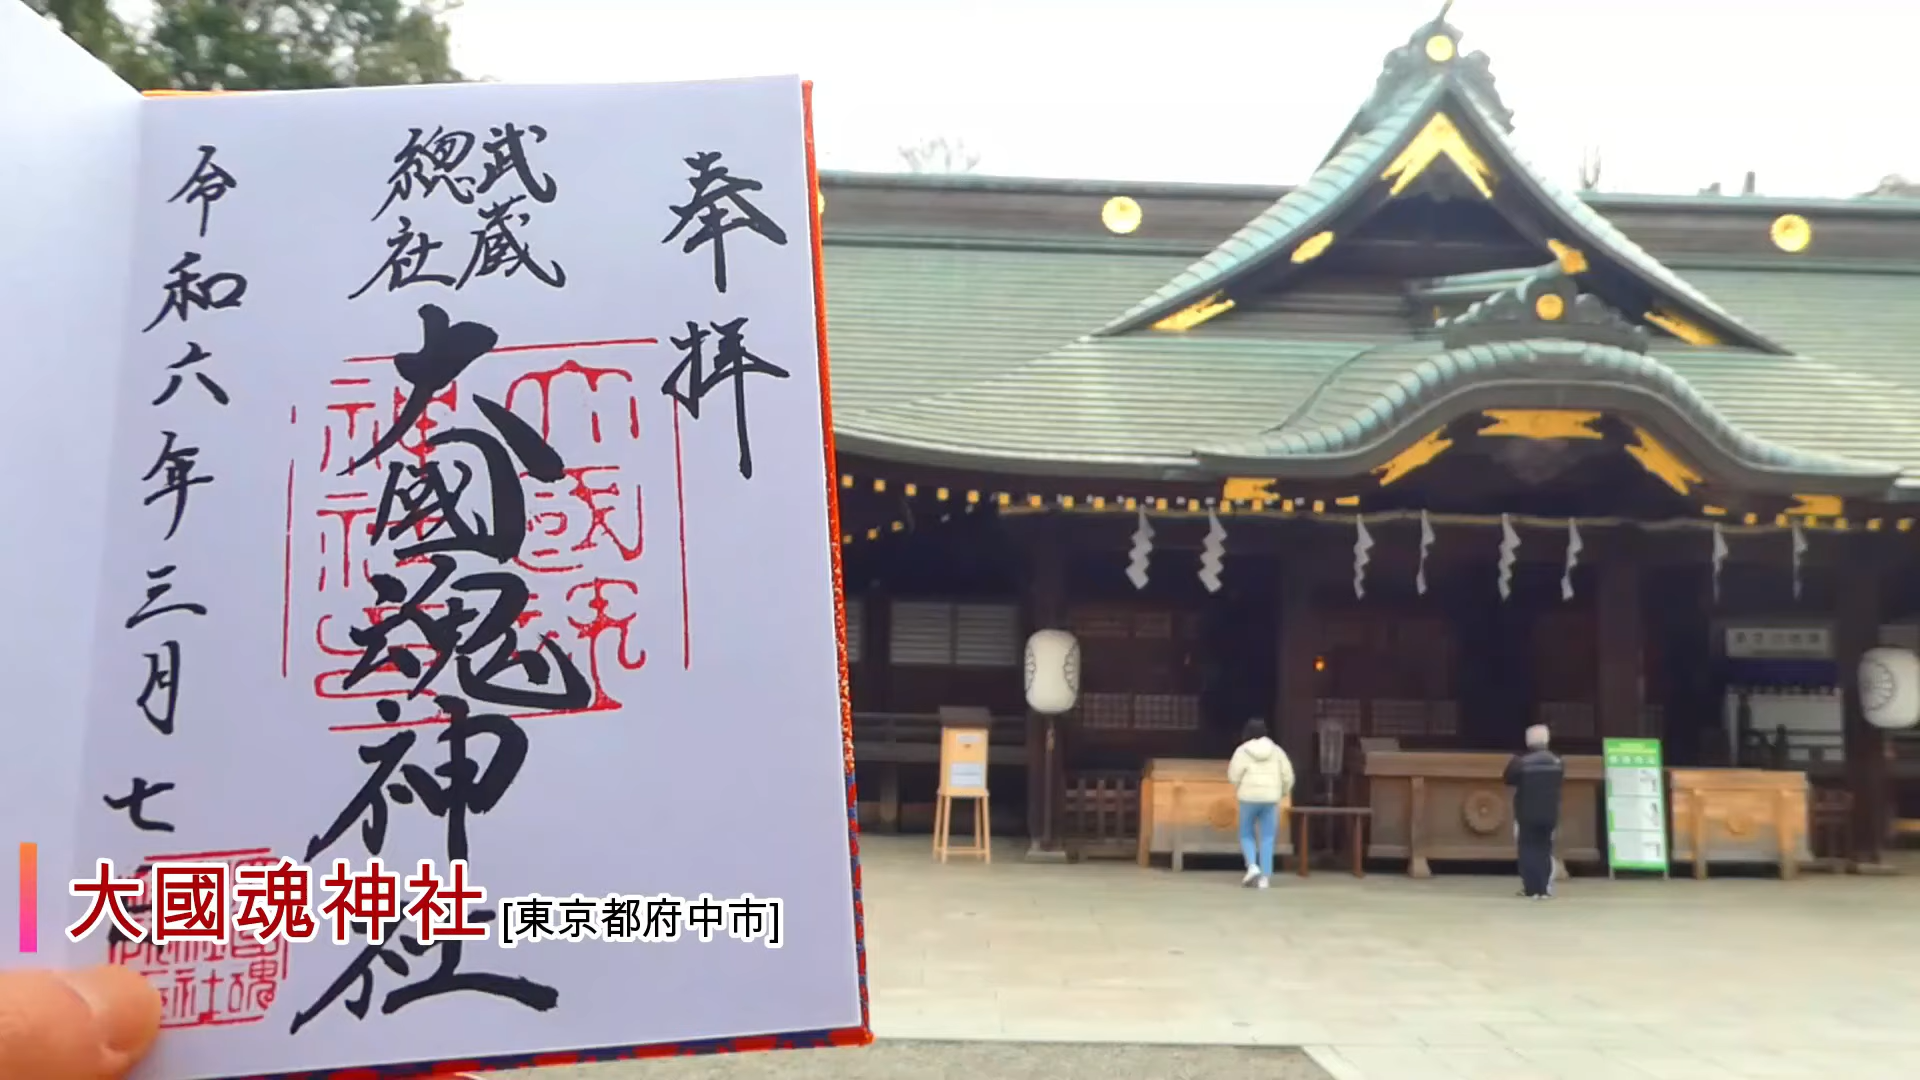 奉拝
武蔵
總社
大國魂神社
令和六年三月七
大國魂神社 [東京都府中市]